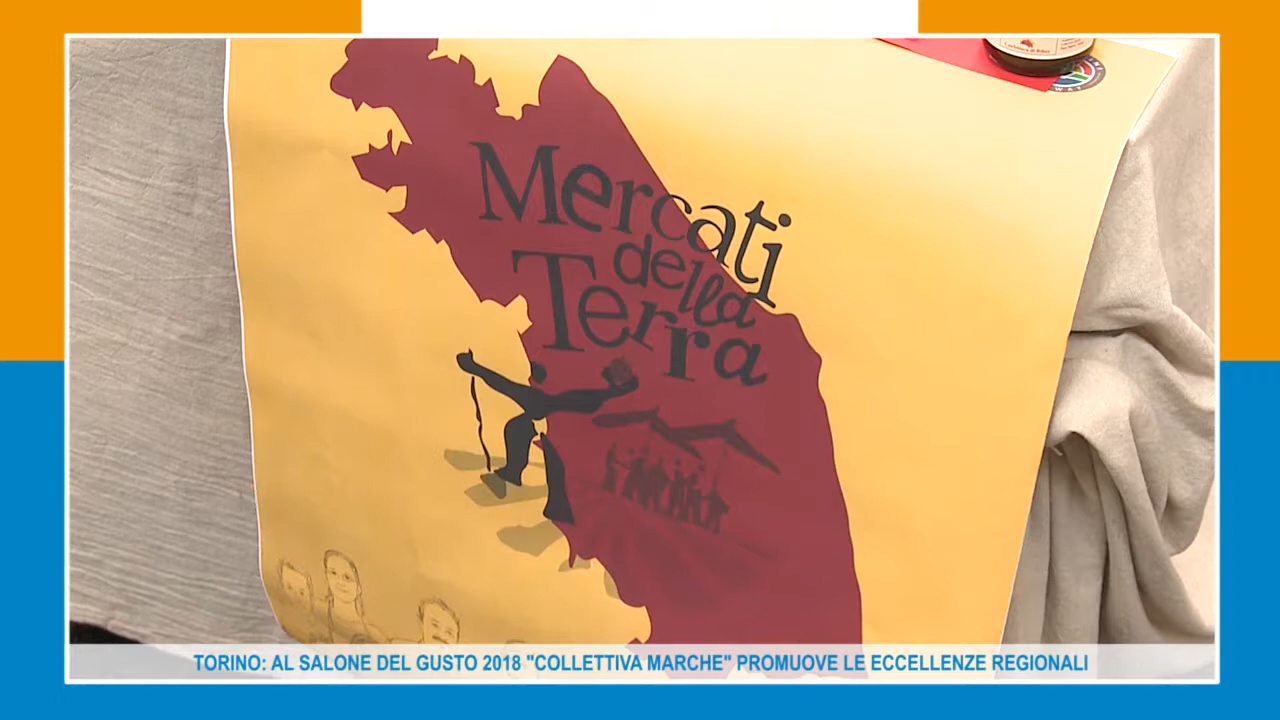 Mercati
della
Terra
TORINO: AL SALONE DEL GUSTO 2018 "COLLETTIVA MARCHE" PROMUOVE LE ECCELLENZE REGIONALI